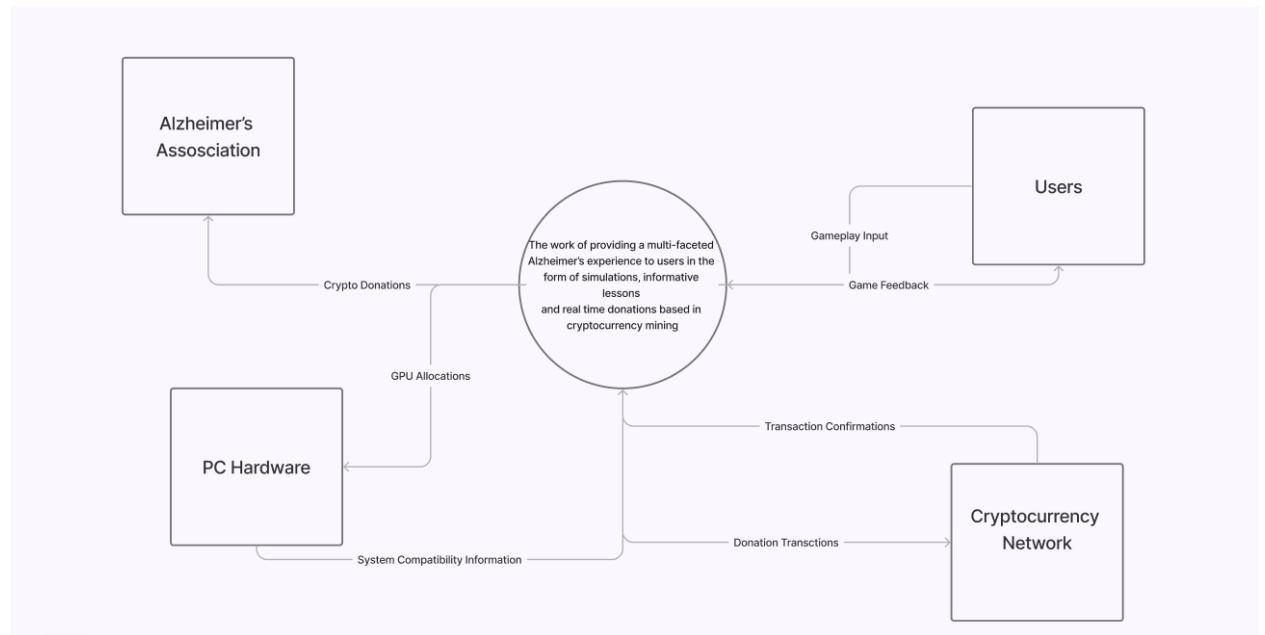 Alzheimer's
Assosciation
Users
Gameplay Input
The work of providing a multi-faceted
Alzheimer's experience to users in the
form of simulations, informative
lessons
and real time donations based in
cryptocurrency mining
Crypto Donations
Game Feedback
GPU Allocations
PC Hardware
Transaction Confirmations
Cryptocurrency
Network
Donation Transctions
System Compatibility Information